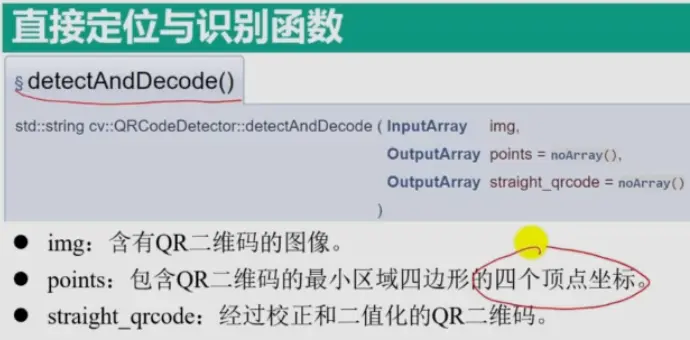 直接定位与识别函数
§ detectAndDecode()
std::string cv::QRCodeDetector::detectAndDecode ( InputArray img,
OutputArray points = noArray(),
OutputArray straight_qrcode = noArray()
)
● img：含有QR二维码的图像。
● points：包含QR二维码的最小区域四边形的四个顶点坐标。
● straight_qrcode：经过校正和二值化的QR二维码。